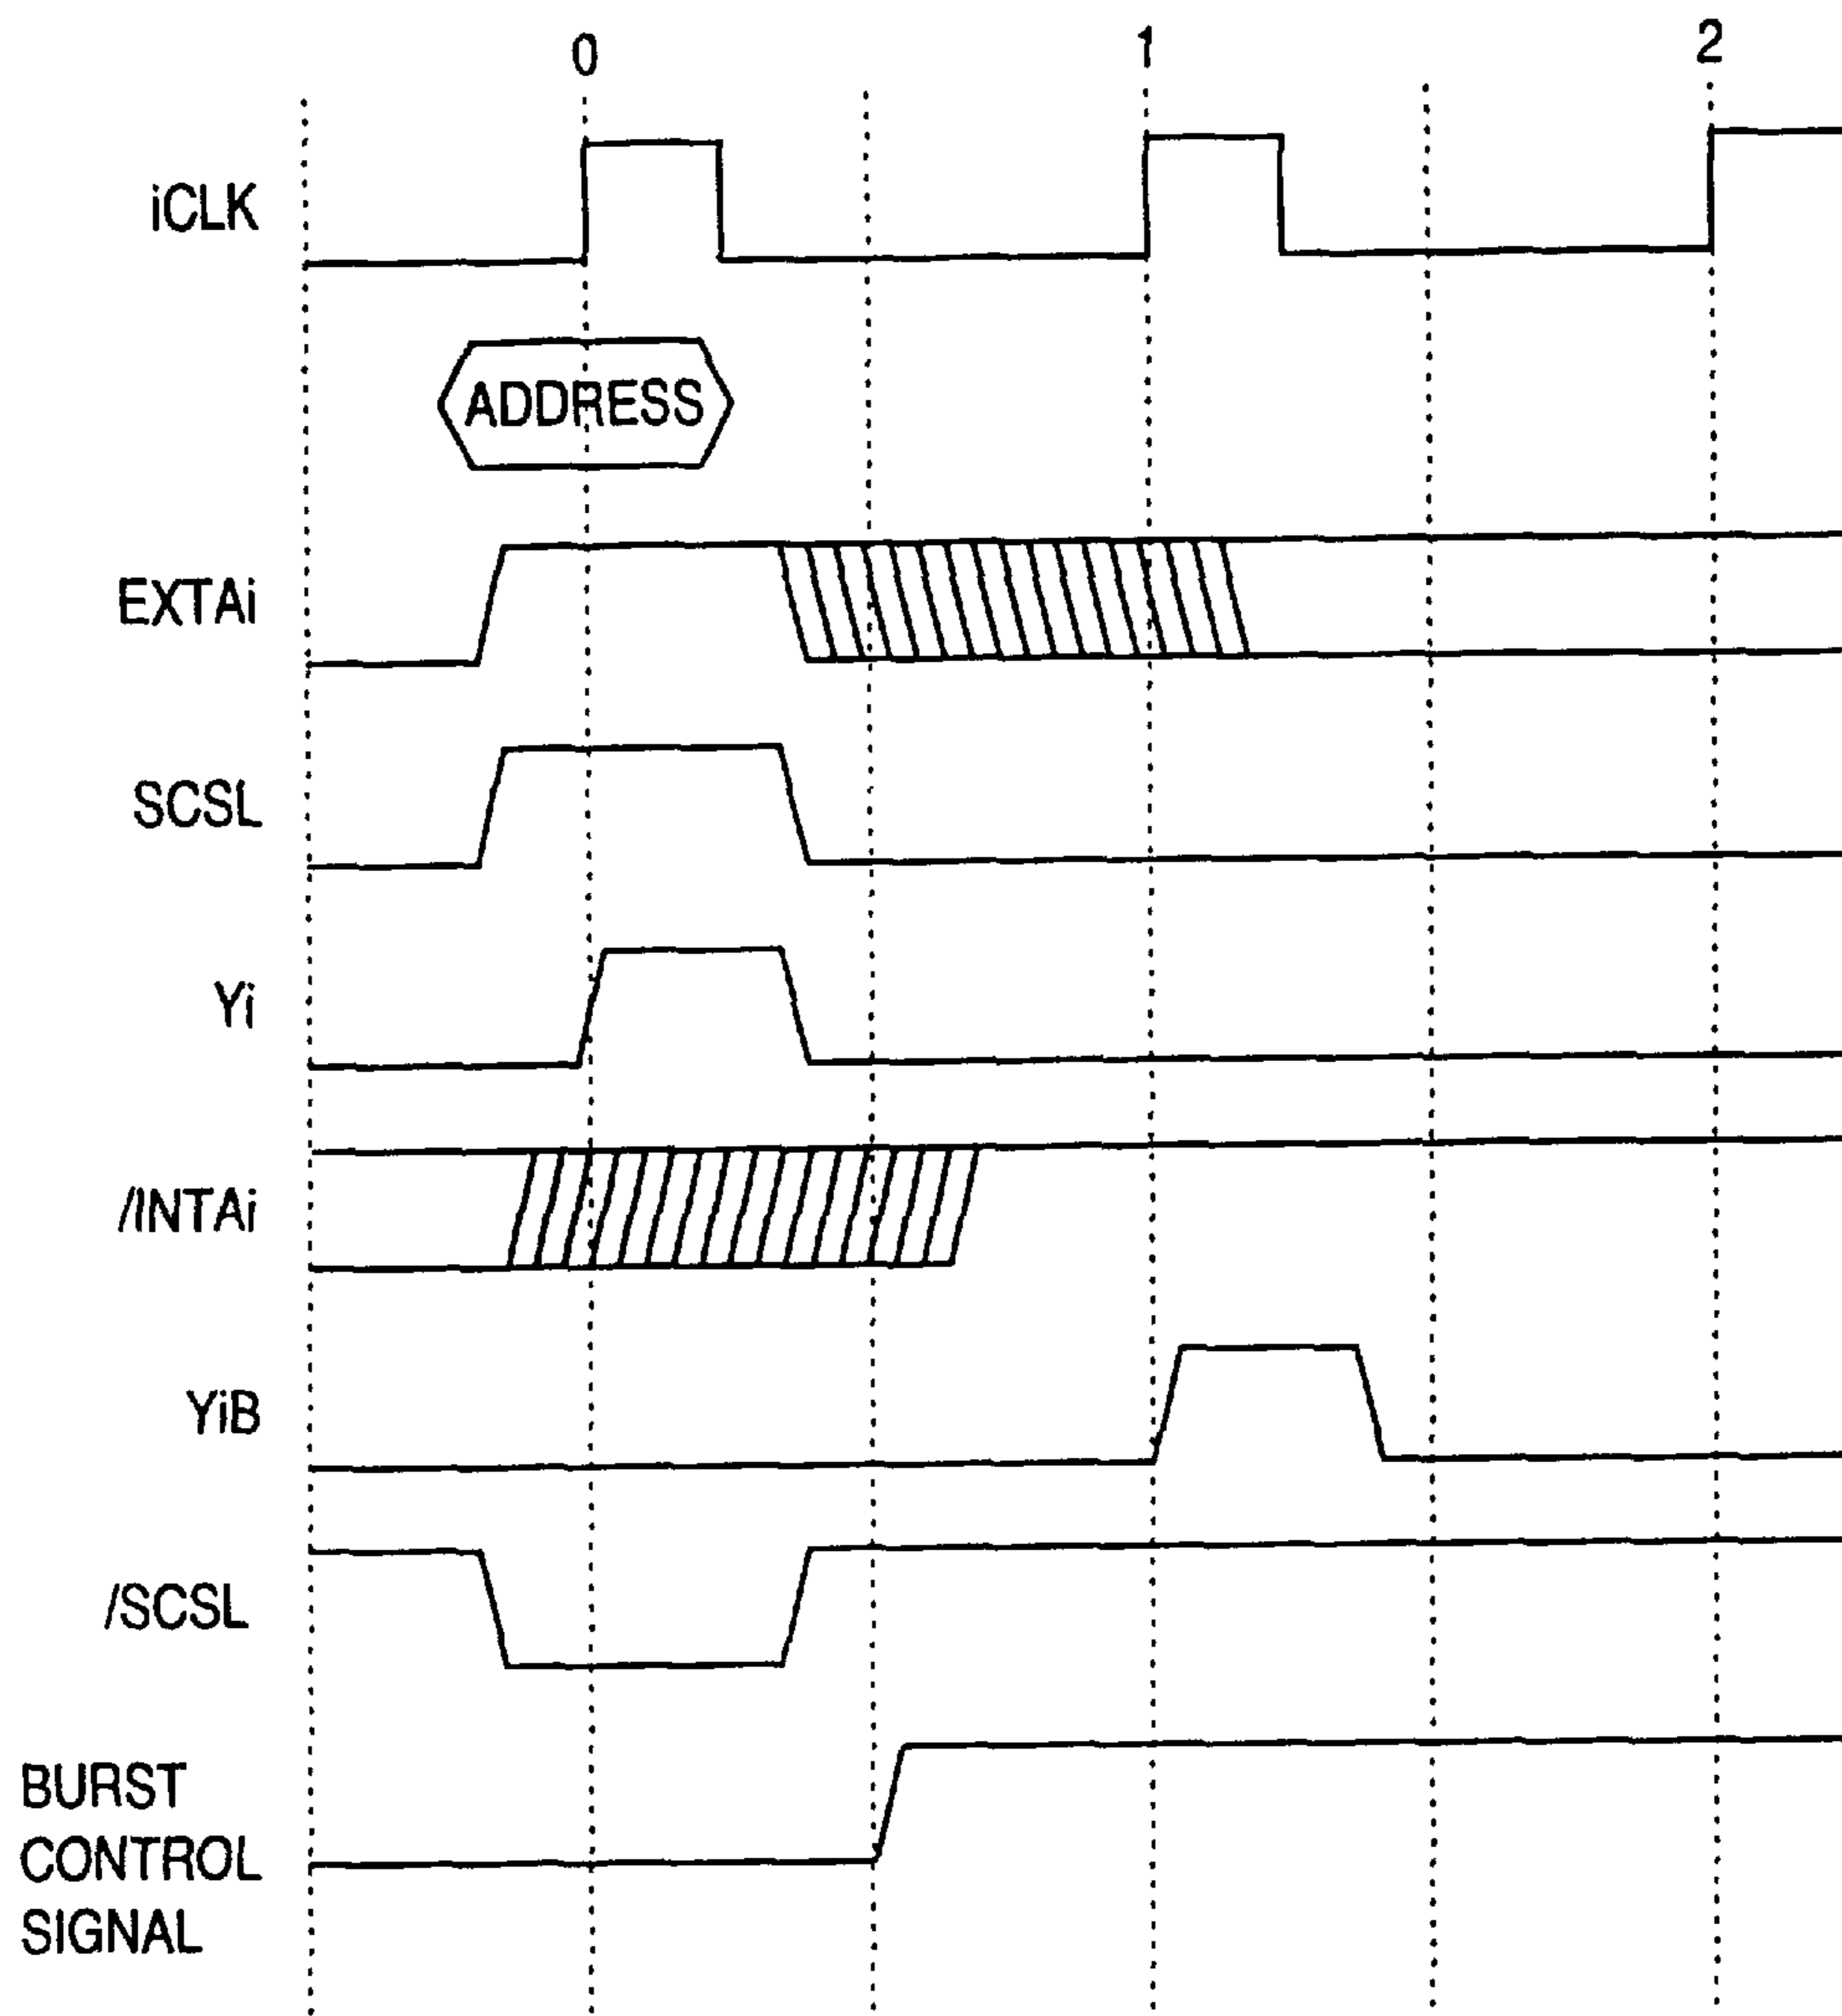 0 1 2
iCLK
ADDRESS
EXTAi
SCSL
Yi
/INTAi
YiB
/SCSL
BURST
CONTROL
SIGNAL